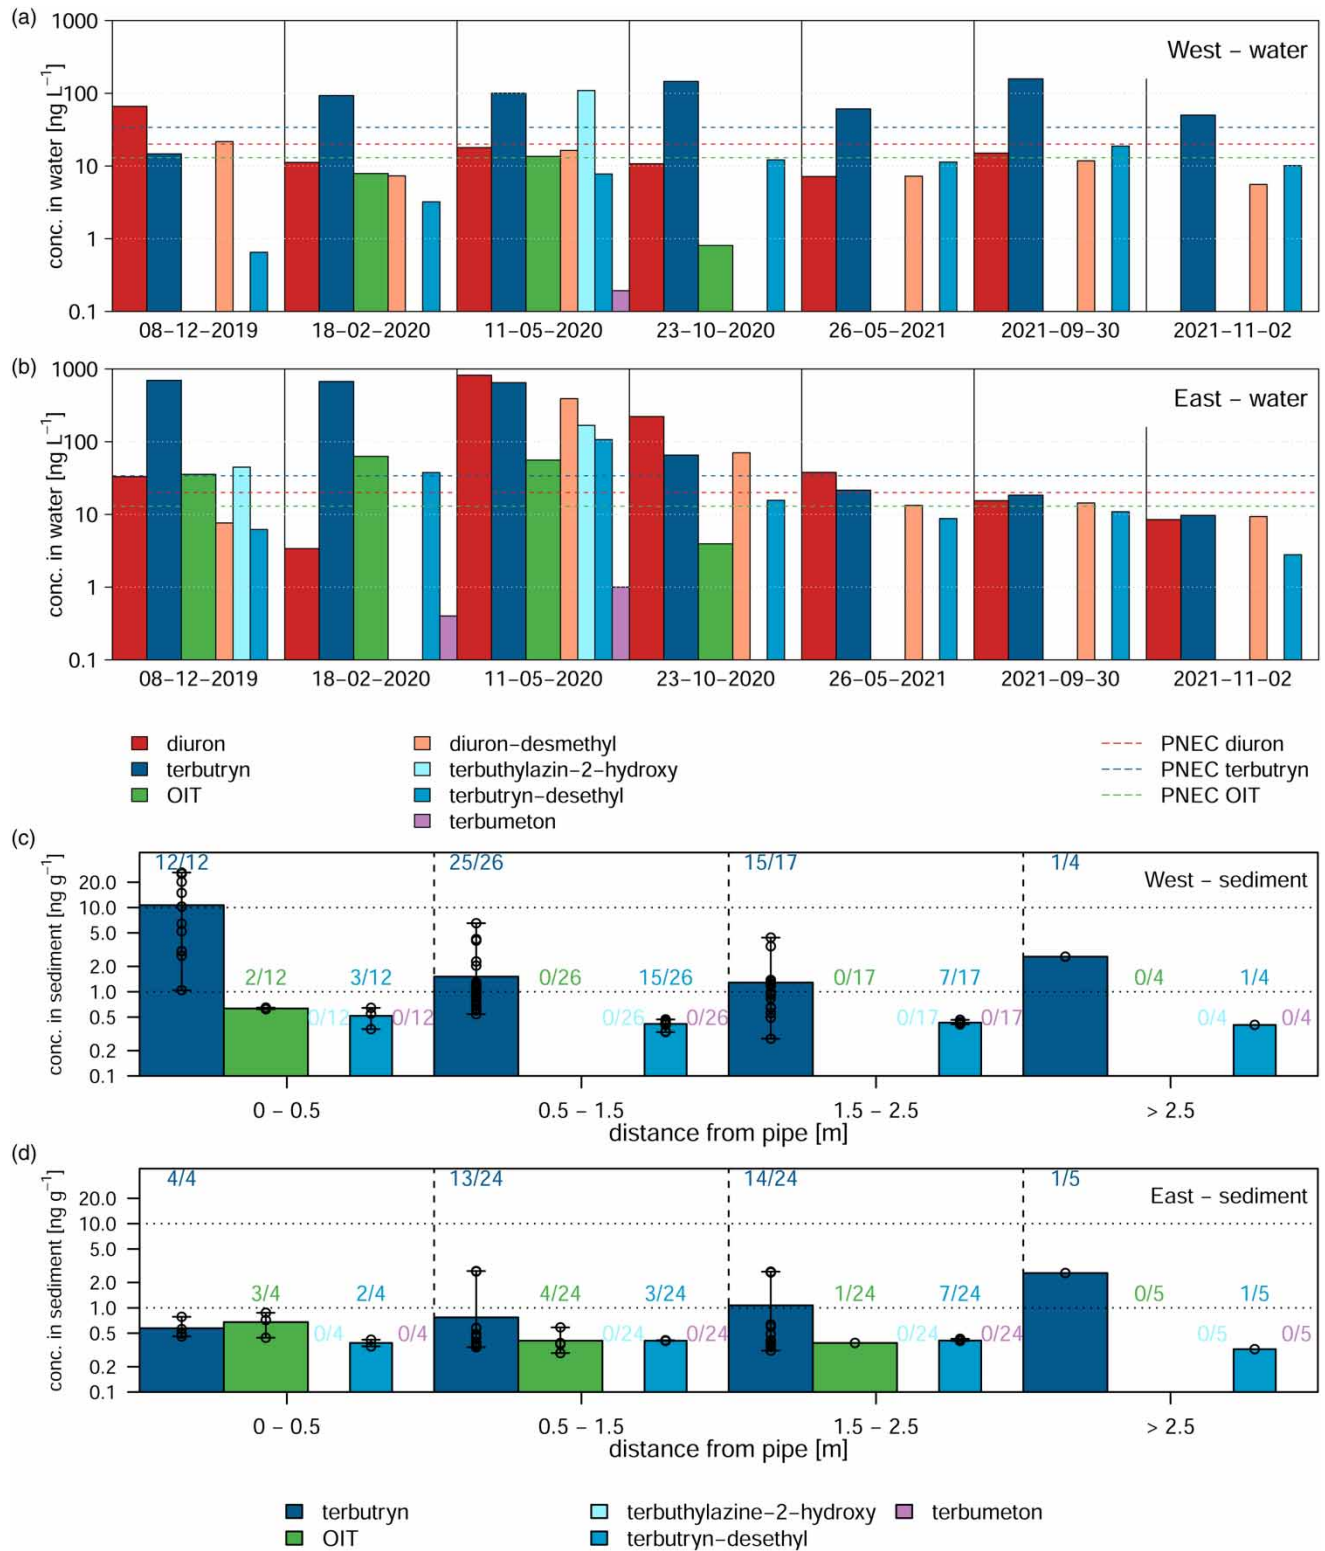 (a)
1000
100
10
1
0.1
conc. in water [ng L−1]
West − water
08−12−2019 18−02−2020 11−05−2020 23−10−2020 26−05−2021 2021−09−30 2021−11−02
(b)
1000
100
10
1
0.1
conc. in water [ng L−1]
East − water
08−12−2019 18−02−2020 11−05−2020 23−10−2020 26−05−2021 2021−09−30 2021−11−02
diuron
terbutryn
OIT
diuron−desmethyl
terbuthylazin−2−hydroxy
terbutryn−desethyl
terbumeton
PNEC diuron
PNEC terbutryn
PNEC OIT
(c)
conc. in sediment [ng g−1]
20.0
10.0
5.0
2.0
1.0
0.5
0.2
0.1
12/12 25/26 15/17 1/4
West − sediment
2/12 3/12 0/26 15/26 0/17 7/17 0/4 1/4
0/12 0/12 0/26 0/26 0/17 0/17 0/4 0/4
0 − 0.5 0.5 − 1.5 1.5 − 2.5 > 2.5
distance from pipe [m]
(d)
conc. in sediment [ng g−1]
20.0
10.0
5.0
2.0
1.0
0.5
0.2
0.1
4/4 13/24 14/24 1/5
East − sediment
3/4 2/4 4/24 3/24 1/24 7/24 0/5 1/5
0/4 0/4 0/24 0/24 0/24 0/24 0/5 0/5
0 − 0.5 0.5 − 1.5 1.5 − 2.5 > 2.5
distance from pipe [m]
terbutryn
OIT
terbuthylazine−2−hydroxy
terbutryn−desethyl
terbumeton